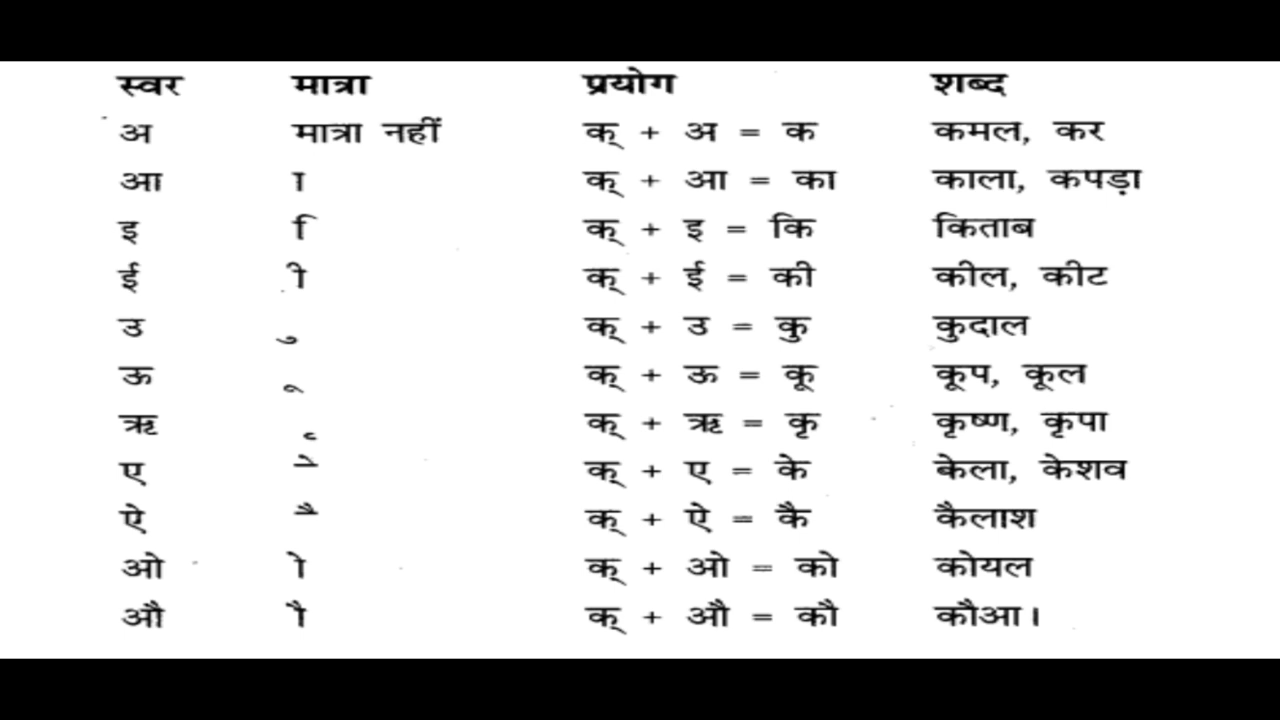 स्वर मात्रा प्रयोग शब्द
अ मात्रा नहीं क् + अ = क कमल, कर
आ ा क् + आ = का काला, कपड़ा
इ ि क् + इ = कि किताब
ई ी क् + ई = की कील, कीट
उ ु क् + उ = कु कुदाल
ऊ ू क् + ऊ = कू कूप, कूल
ऋ ृ क् + ऋ = कृ कृष्ण, कृपा
ए े क् + ए = के केला, केशव
ऐ ै क् + ऐ = कै कैलाश
ओ ो क् + ओ = को कोयल
औ ौ क् + औ = कौ कौआ।